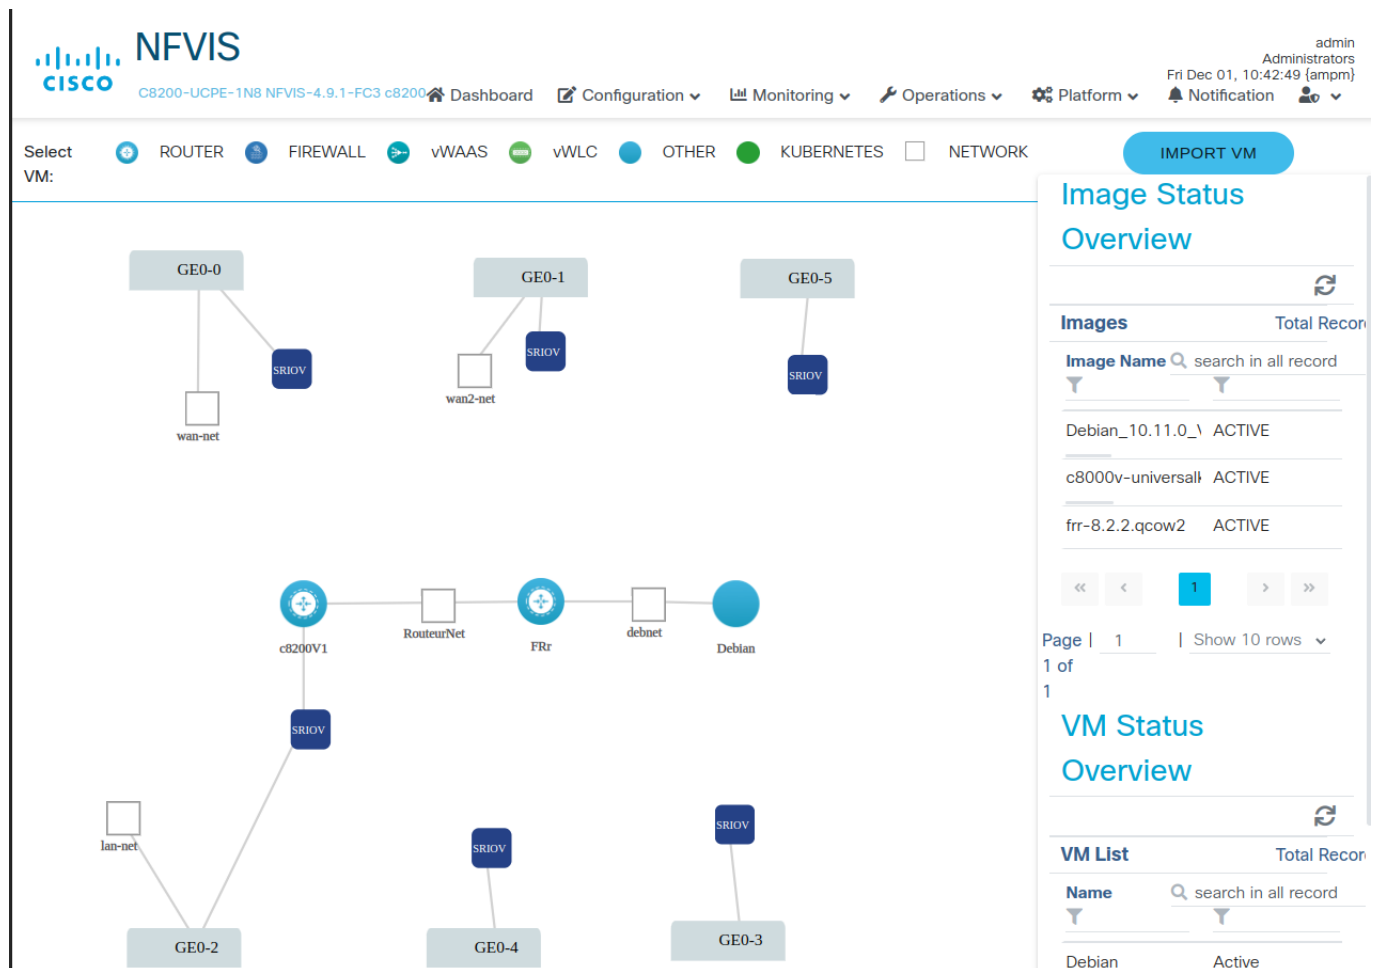 NFVIS
CISCO
C8200-UCPE-1N8 NFVIS-4.9.1-FC3 c8200
admin
Administrators
Fri Dec 01, 10:42:49 {ampm}
Dashboard Configuration Monitoring Operations Platform Notification
Select VM: ROUTER FIREWALL vWAAS vWLC OTHER KUBERNETES NETWORK
IMPORT VM
GE0-0
GE0-1
GE0-5
SRIOV
SRIOV
SRIOV
wan2-net
wan-net
c8200V1
RouteurNet
FRr
debnet
Debian
SRIOV
lan-net
SRIOV
SRIOV
GE0-2
GE0-4
GE0-3
Image Status
Overview
Images Total Recor
Image Name search in all record
Debian_10.11.0_ ACTIVE
c8000v-universal ACTIVE
frr-8.2.2.qcow2 ACTIVE
« ‹ 1 › »
Page | 1 | Show 10 rows
1 of
1
VM Status
Overview
VM List Total Recor
Name search in all record
Debian Active